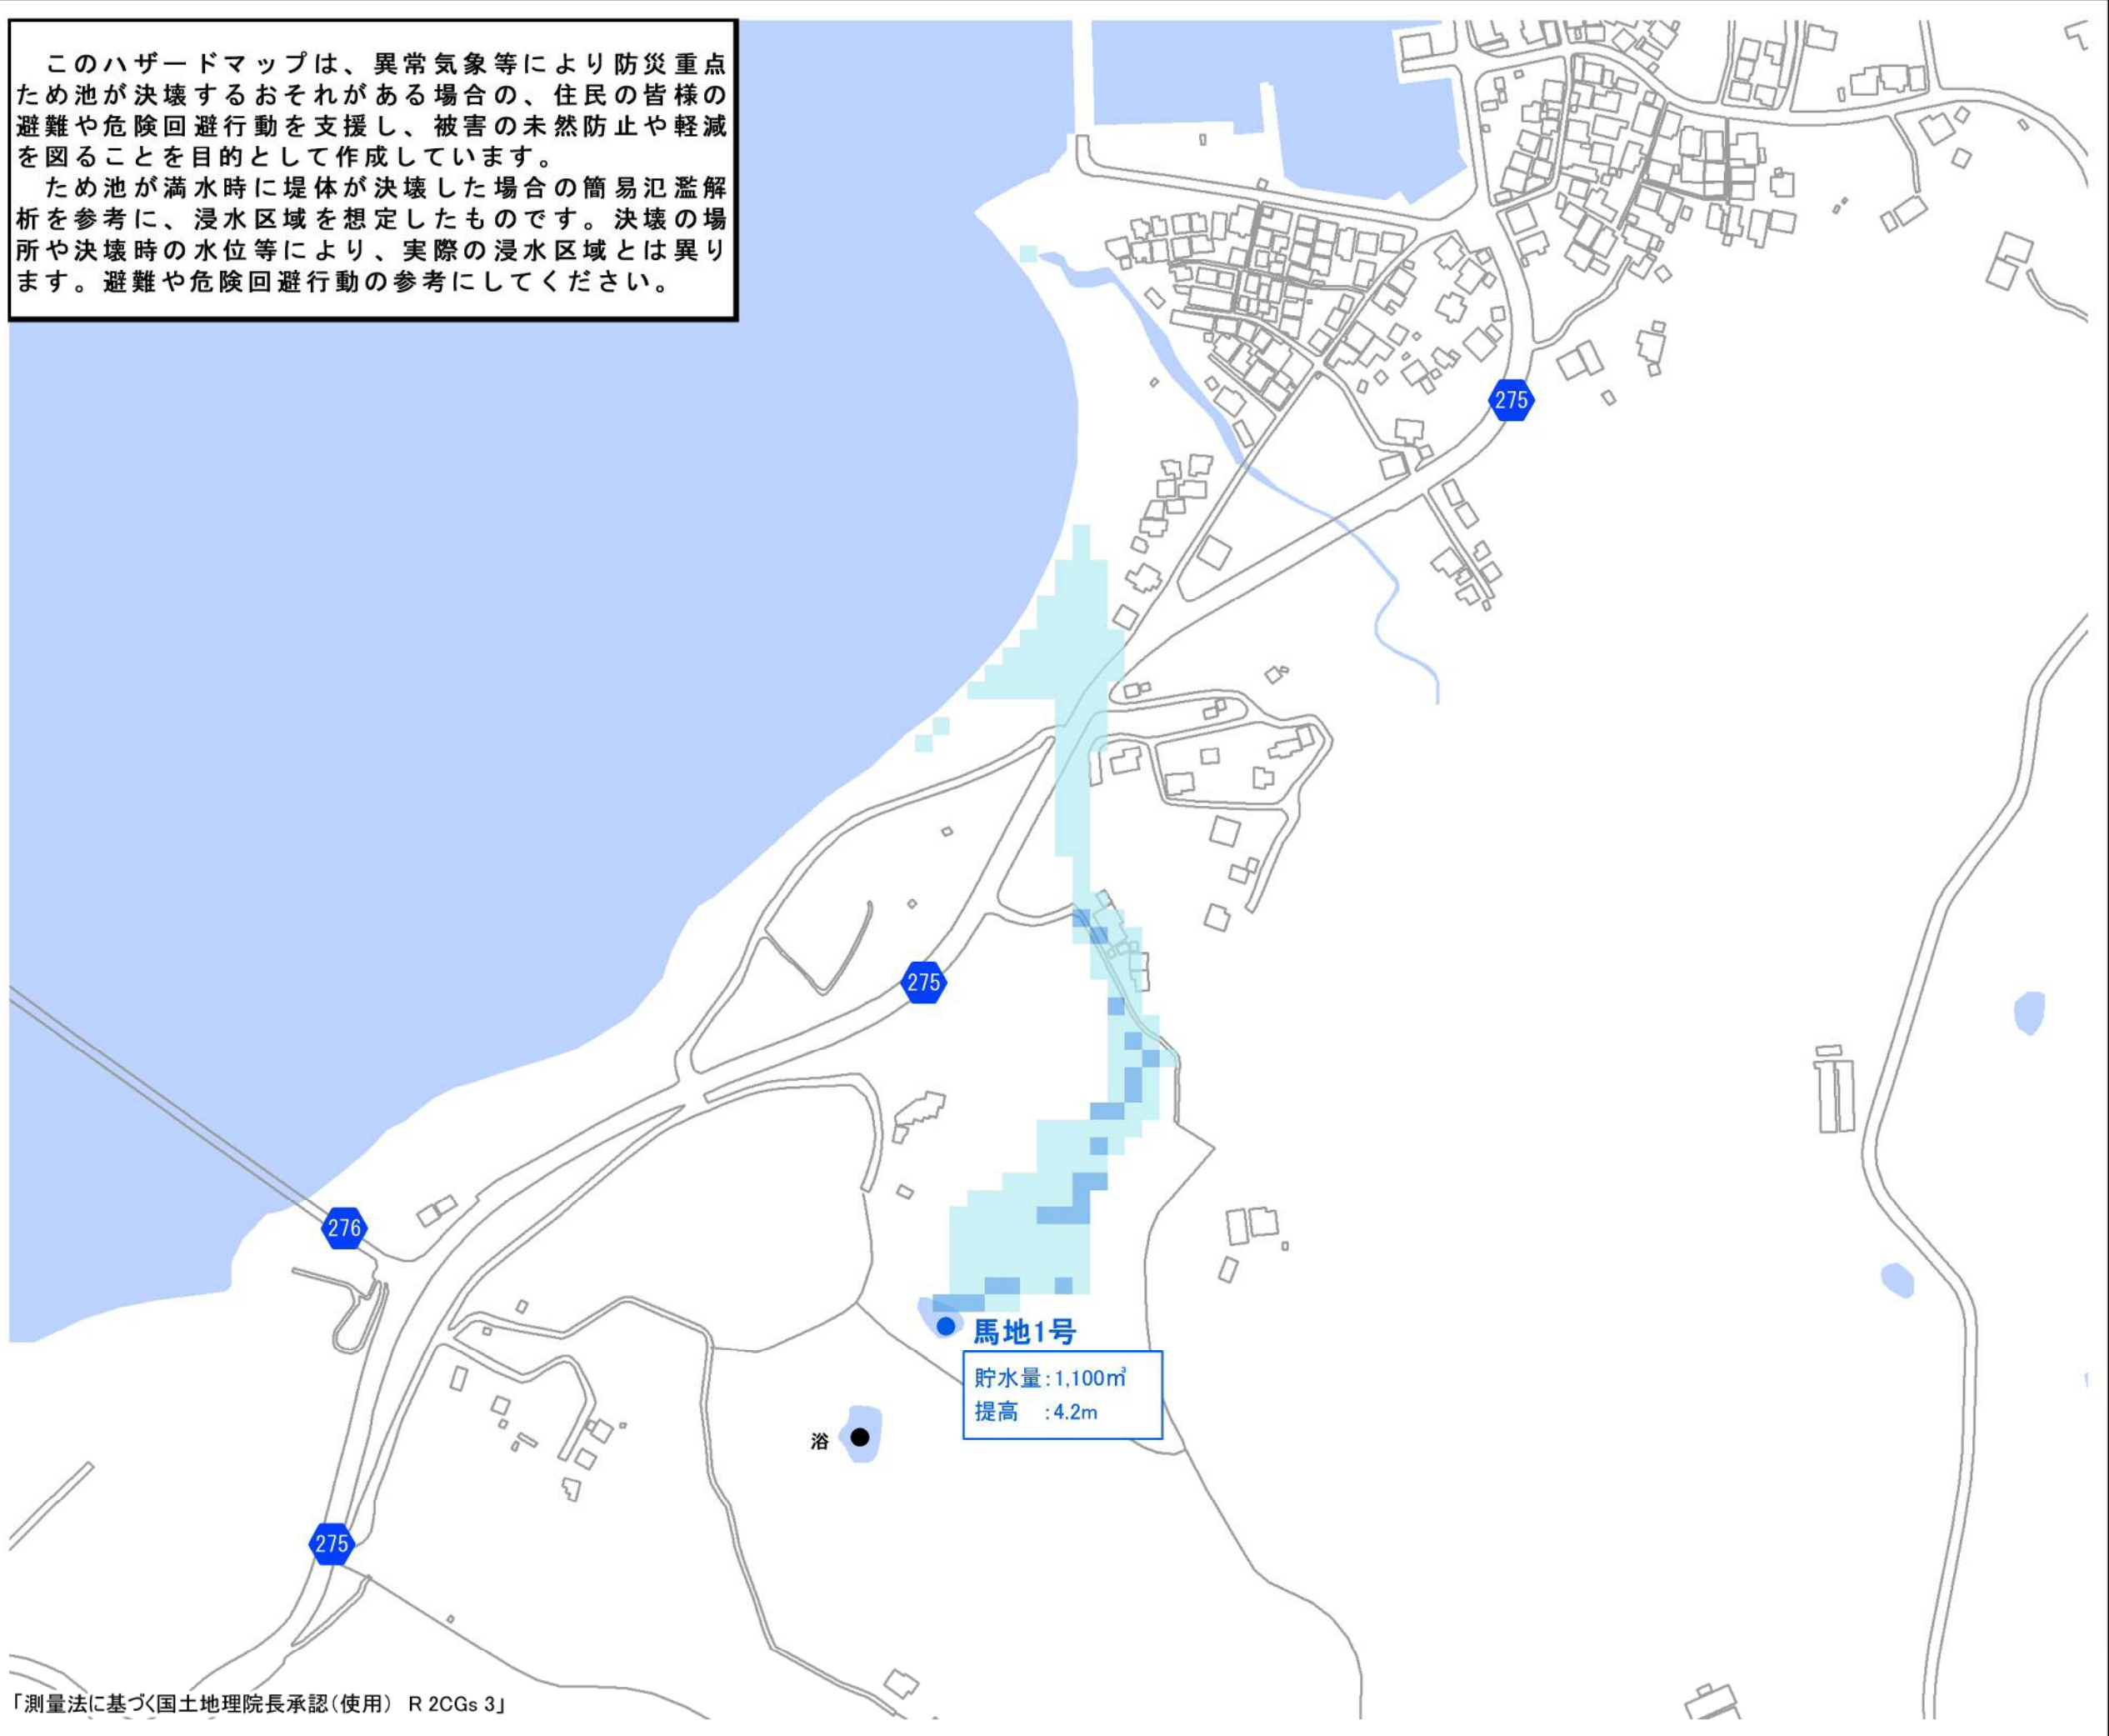 このハザードマップは、異常気象等により防災重点
ため池が決壊するおそれがある場合の、住民の皆様の
避難や危険回避行動を支援し、被害の未然防止や軽減
を図ることを目的として作成しています。
ため池が満水時に堤体が決壊した場合の簡易氾濫解
析を参考に、浸水区域を想定したものです。決壊の場
所や決壊時の水位等により、実際の浸水区域とは異り
ます。避難や危険回避行動の参考にしてください。
275
275
276
馬地1号
貯水量:1,100㎥
提高 :4.2m
浴
275
「測量法に基づく国土地理院長承認(使用) R 2CGs 3」